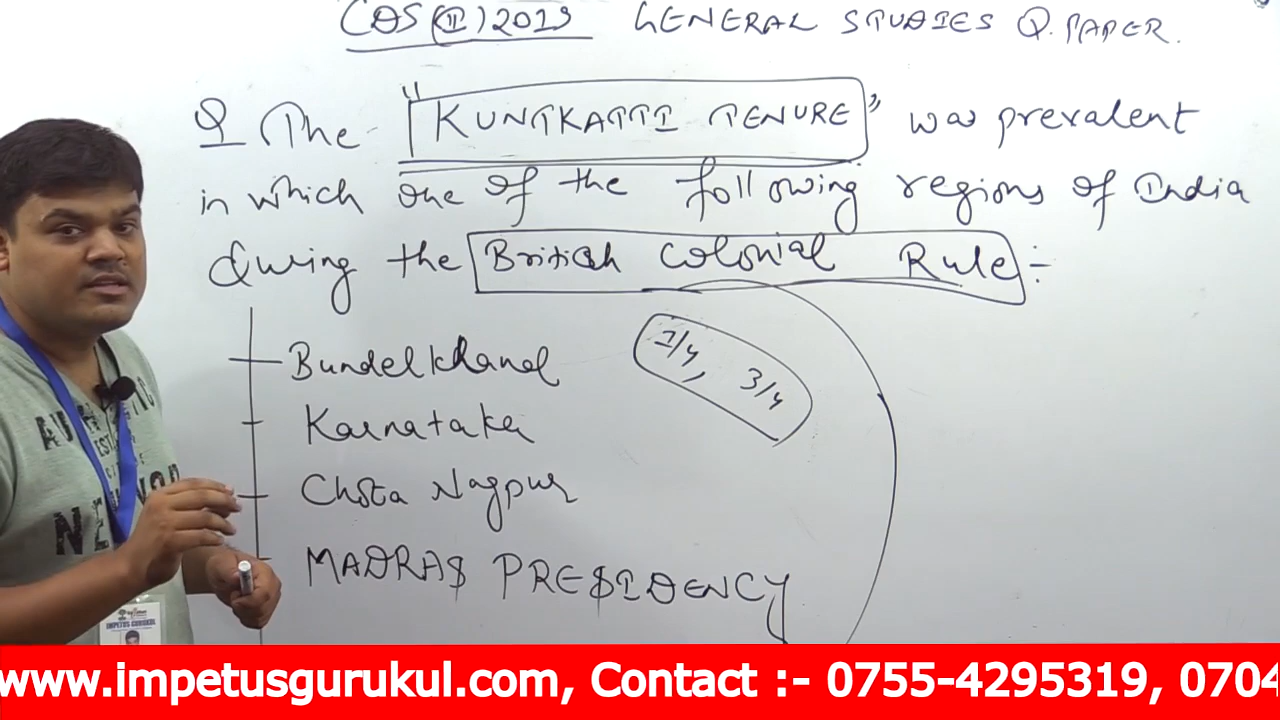 CDS(II)2019 GENERAL STUDIES Q. PAPER.
Q The "KUNTKATTI TENURE" was prevalent
in which one of the following regions of India
during the British Colonial Rule :-
Bundelkhand
Karnataka
Chota Nagpur
MADRAS PRESIDENCY
1/4, 3/4
IMPETUS GURUKUL
www.impetusgurukul.com, Contact :- 0755-4295319, 0704